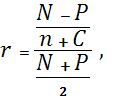 N – P
n + C
r = ,
N + P
2